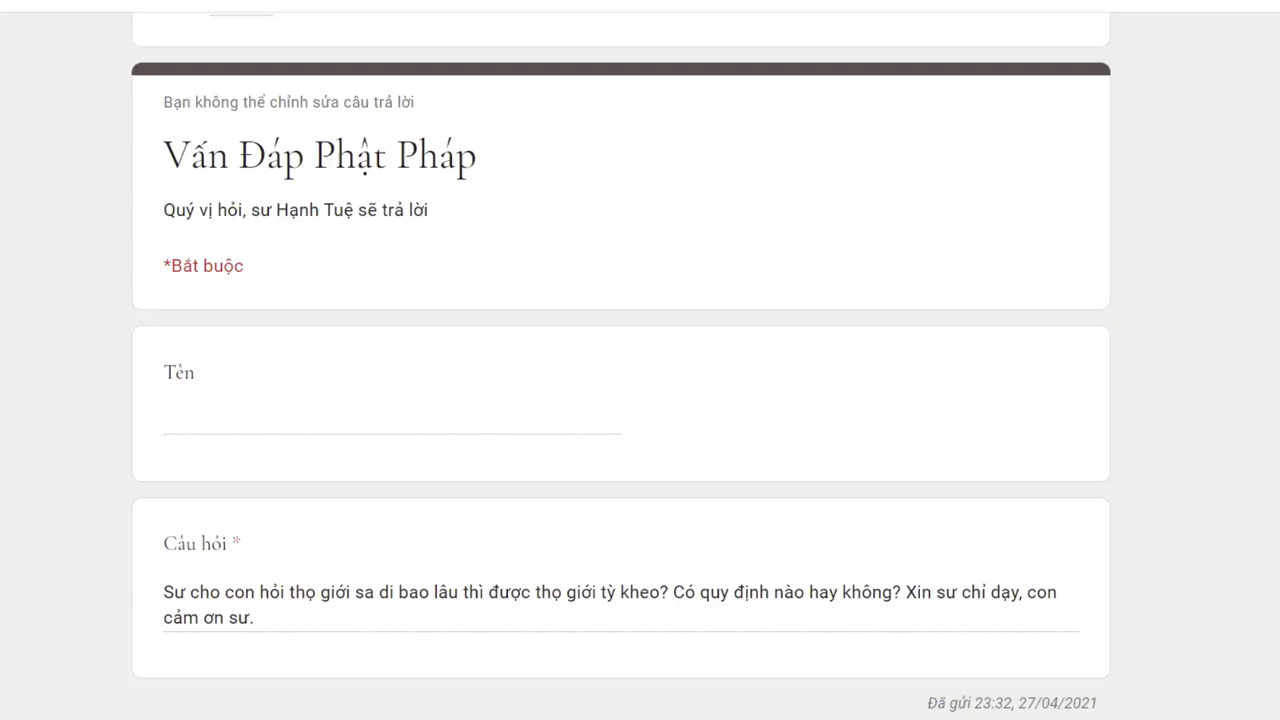 Bạn không thể chỉnh sửa câu trả lời
Vấn Đáp Phật Pháp
Quý vị hỏi, sư Hạnh Tuệ sẽ trả lời
*Bắt buộc
Tên
Câu hỏi *
Sư cho con hỏi thọ giới sa di bao lâu thì được thọ giới tỳ kheo? Có quy định nào hay không? Xin sư chỉ dạy, con
cảm ơn sư.
Đã gửi 23:32, 27/04/2021